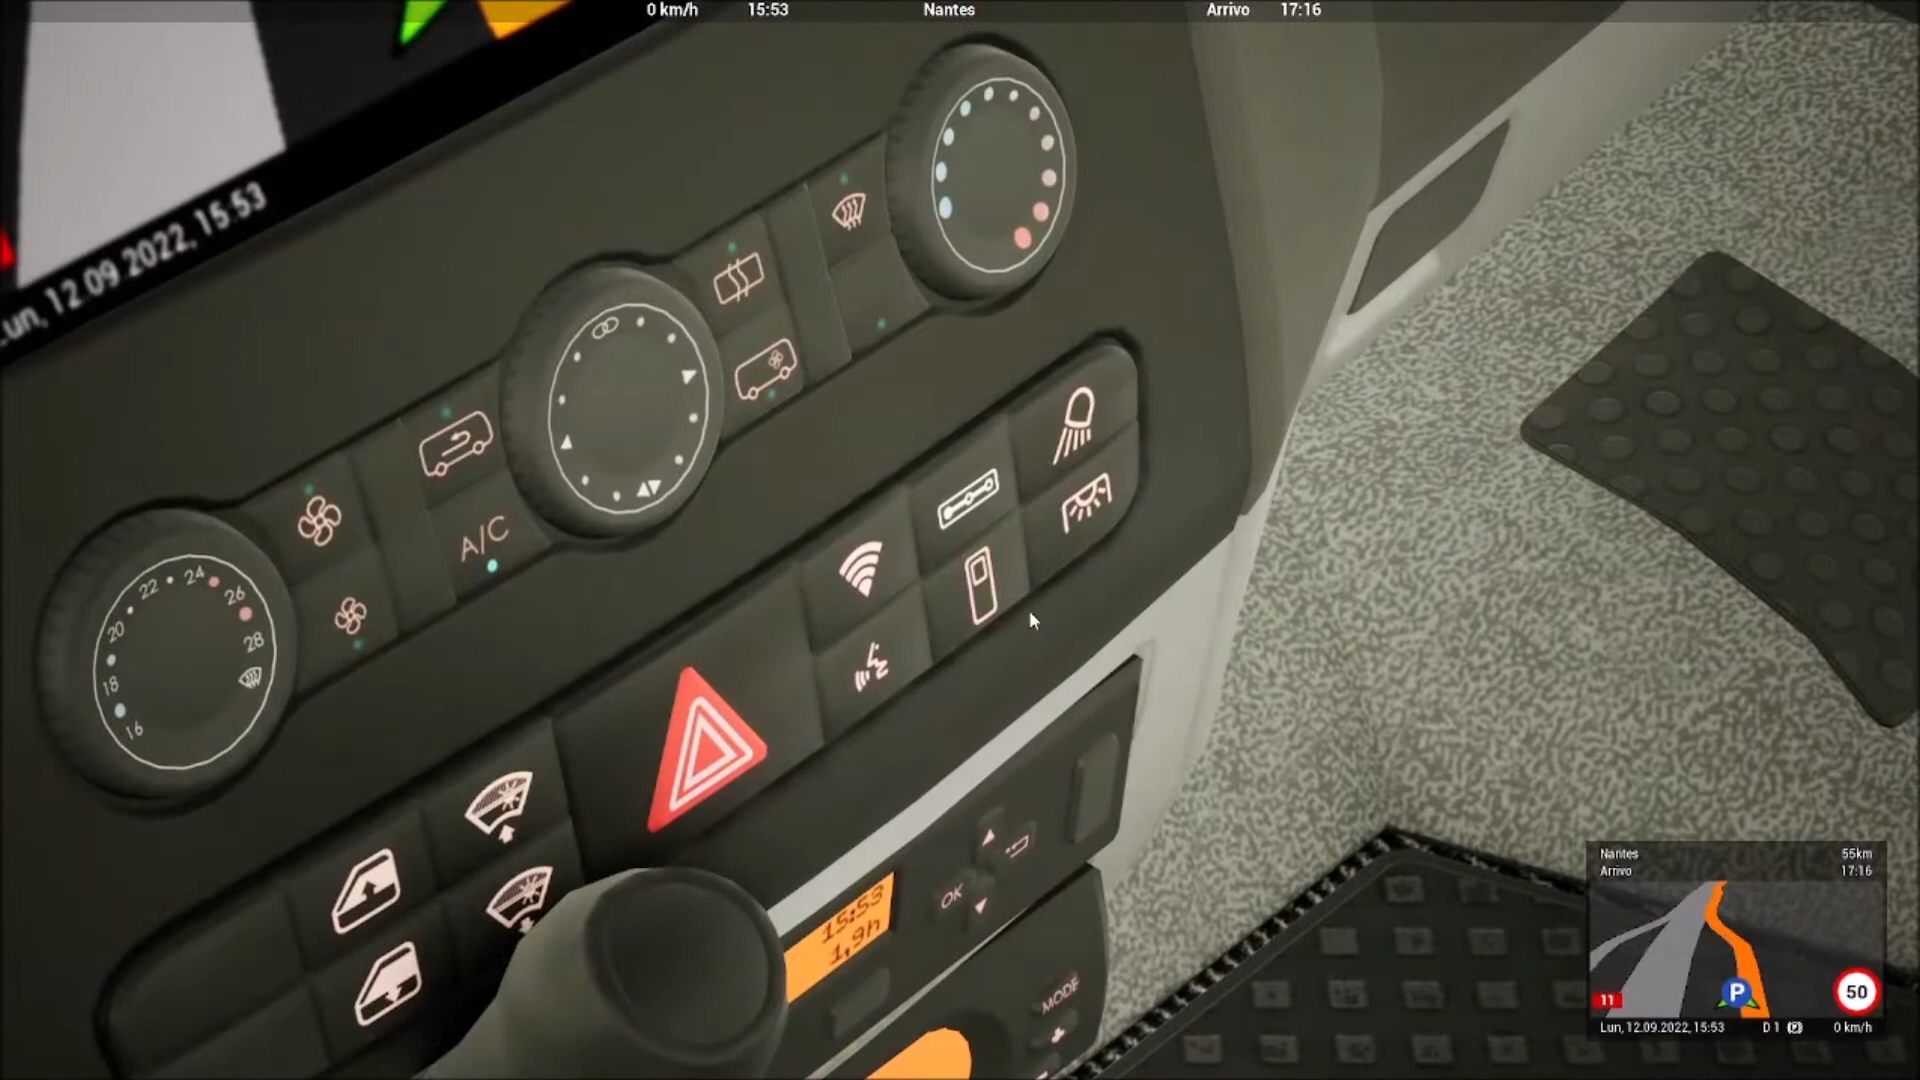 0 km/h 15:53 Nantes Arrivo 17:16
Lun, 12.09.2022, 15:53
A/C
16
18
20
22
24
26
28
OK
15:53
1,9h
MODE
Nantes 55km
Arrivo 17:16
11
P
50
Lun, 12.09.2022, 15:53 D 1 P 0 km/h